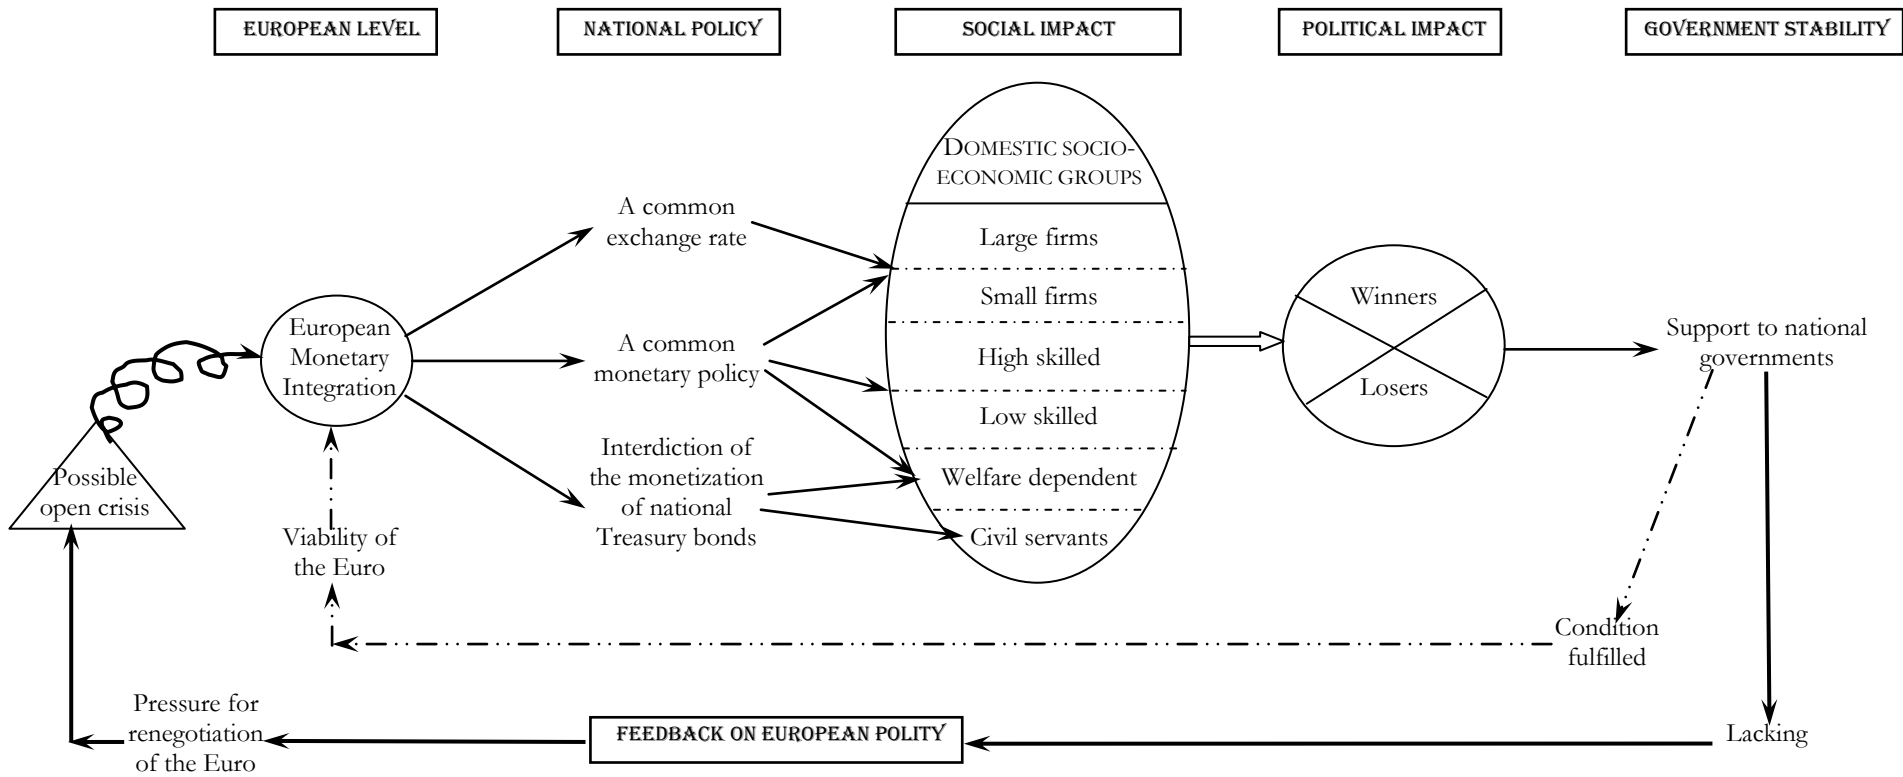 EUROPEAN LEVEL
NATIONAL POLICY
SOCIAL IMPACT
POLITICAL IMPACT
GOVERNMENT STABILITY
DOMESTIC SOCIO-
ECONOMIC GROUPS
A common
exchange rate
Large firms
Small firms
Winners
European
Monetary
Integration
A common
monetary policy
High skilled
Losers
Support to national
governments
Low skilled
Possible
open crisis
Interdiction of
the monetization
of national
Treasury bonds
Welfare dependent
Civil servants
Viability of
the Euro
Condition
fulfilled
Pressure for
renegotiation
of the Euro
FEEDBACK ON EUROPEAN POLITY
Lacking